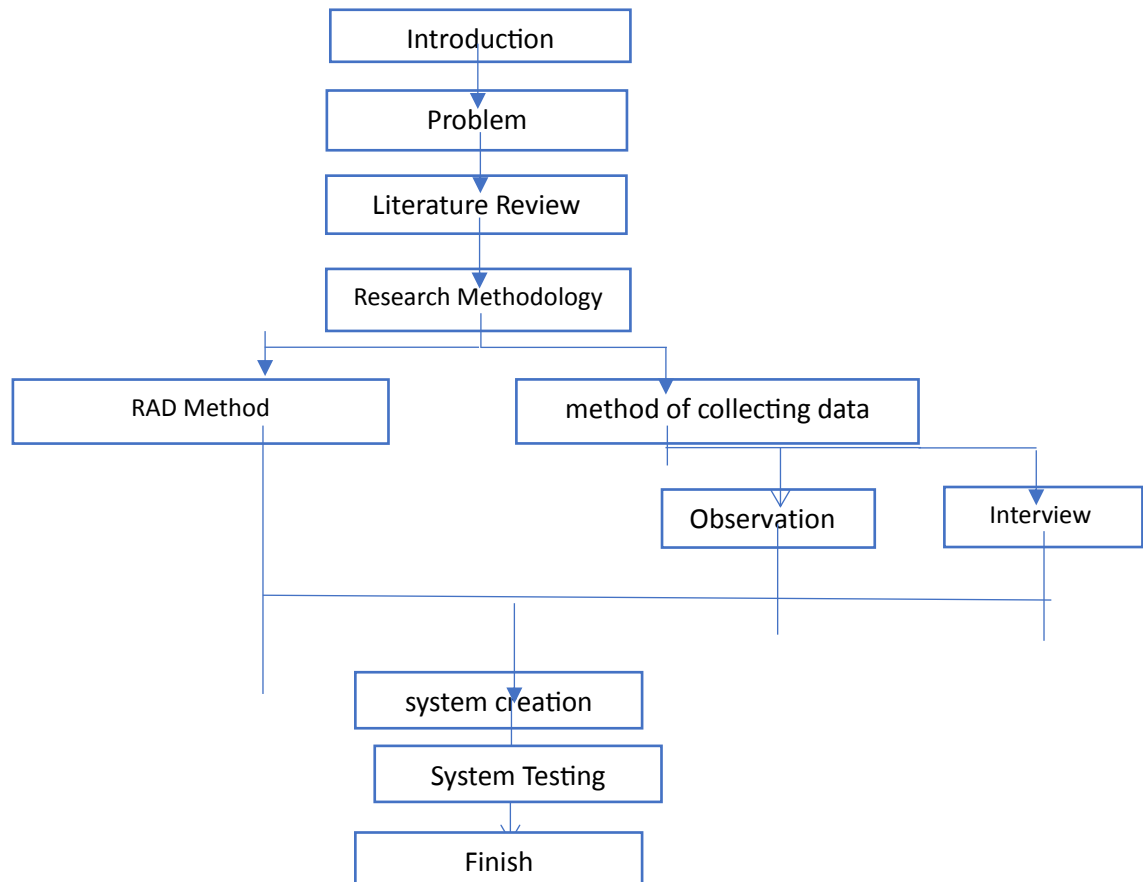 Introduction
Problem
Literature Review
Research Methodology
RAD Method
method of collecting data
Observation
Interview
system creation
System Testing
Finish